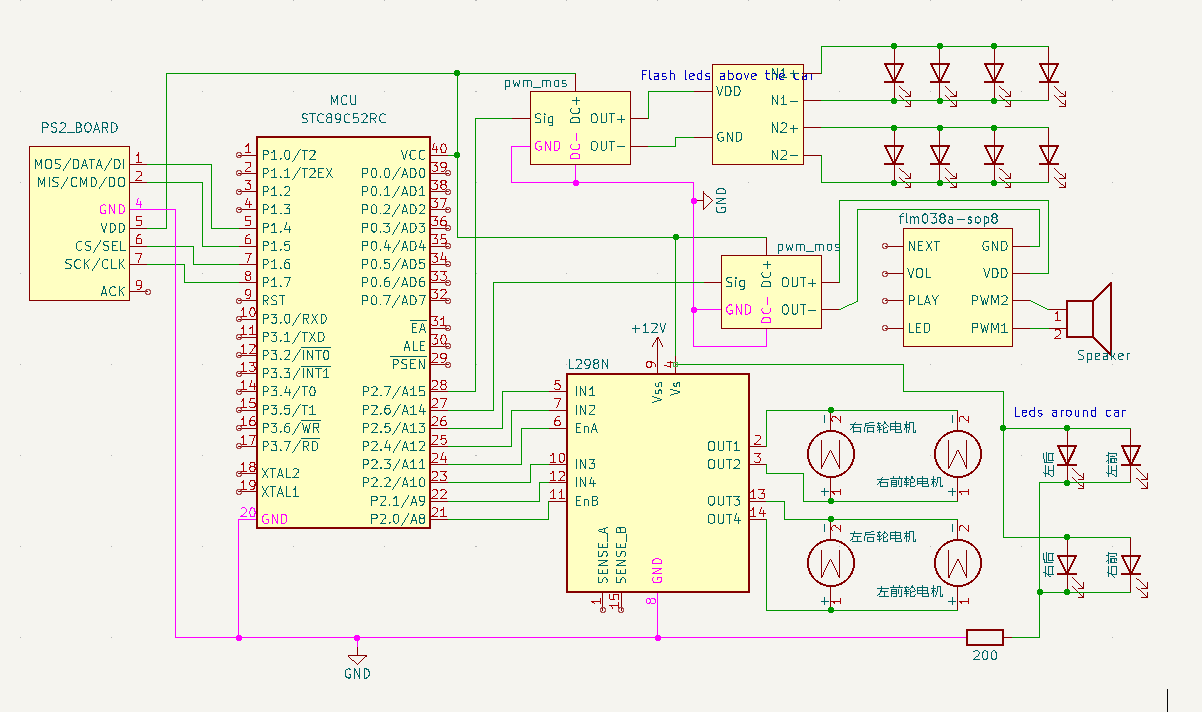 PS2_BOARD
MOS/DATA/DI 1
MIS/CMD/DO 2
GND 4
VDD 5
CS/SEL 6
SCK/CLK 7
ACK 9
MCU
STC89C52RC
1 P1.0/T2
2 P1.1/T2EX
3 P1.2
4 P1.3
5 P1.4
6 P1.5
7 P1.6
8 P1.7
9 RST
10 P3.0/RXD
11 P3.1/TXD
12 P3.2/INT0
13 P3.3/INT1
14 P3.4/T0
15 P3.5/T1
16 P3.6/WR
17 P3.7/RD
18 XTAL2
19 XTAL1
20 GND
VCC 40
P0.0/AD0 39
P0.1/AD1 38
P0.2/AD2 37
P0.3/AD3 36
P0.4/AD4 35
P0.5/AD5 34
P0.6/AD6 33
P0.7/AD7 32
EA 31
ALE 30
PSEN 29
P2.7/A15 28
P2.6/A14 27
P2.5/A13 26
P2.4/A12 25
P2.3/A11 24
P2.2/A10 23
P2.1/A9 22
P2.0/A8 21
GND
pwm_mos
Sig
GND
DC+
DC-
OUT+
OUT-
Flash leds above the car
VDD
GND
N1+
N1-
N2+
N2-
GND
pwm_mos
Sig
GND
DC+
DC-
OUT+
OUT-
flm038a-sop8
NEXT
VOL
PLAY
LED
GND
VDD
PWM2
PWM1
1
2
Speaker
+12V
L298N
9 Vss
4 Vs
5 IN1
7 IN2
6 EnA
10 IN3
12 IN4
11 EnB
OUT1 2
OUT2 3
OUT3 13
OUT4 14
SENSE_A 1
SENSE_B 15
GND 8
- 2
右后轮电机
M
+ 1
- 2
M
右前轮电机
+ 1
- 2
左后轮电机
M
+ 1
- 2
M
左前轮电机
+ 1
Leds around car
左后
左前
右后
右前
200